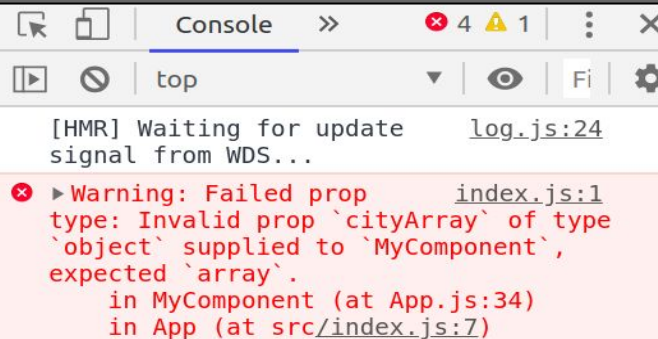 Console » 4 1
top Fi
[HMR] Waiting for update log.js:24
signal from WDS...
Warning: Failed prop index.js:1
type: Invalid prop `cityArray` of type
`object` supplied to `MyComponent`,
expected `array`.
in MyComponent (at App.js:34)
in App (at src/index.js:7)